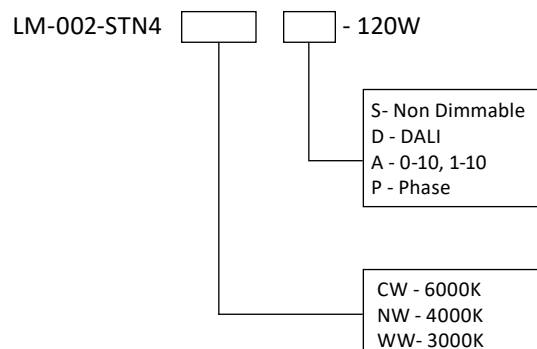 LM-002-STN4 - 120W
S- Non Dimmable
D - DALI
A - 0-10, 1-10
P - Phase
CW - 6000K
NW - 4000K
WW- 3000K